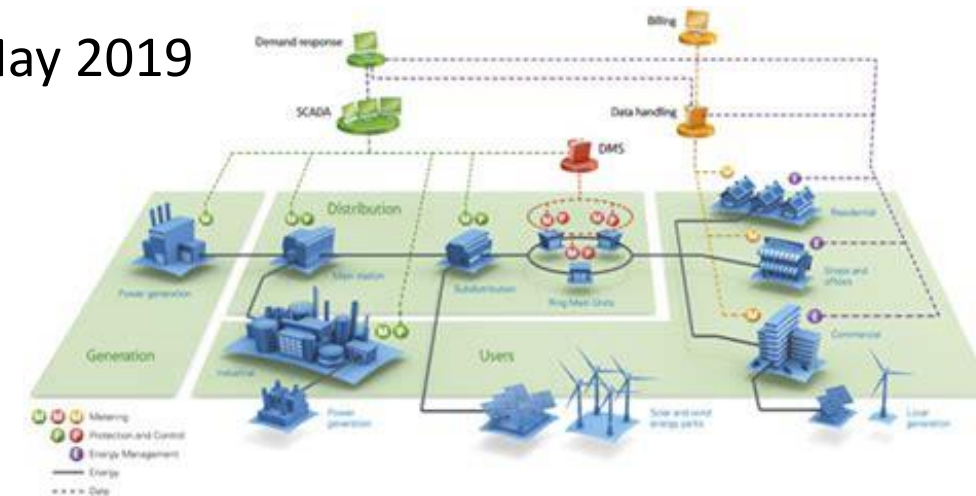 May 2019
Billing
Demand response
SCADA
Data handling
DMS
M
E
Distribution
Residential
M
M P
M P
M P
M P
M P
M
E
Main station
Shops and
offices
Power generation
Subdistribution
Ring Main Units
M
E
M P
Commercial
Generation
Users
Industrial
M M M Metering
P P Protection and Control
E Energy Management
Energy
Data
Power
generation
Solar and wind
energy parks
Local
generation